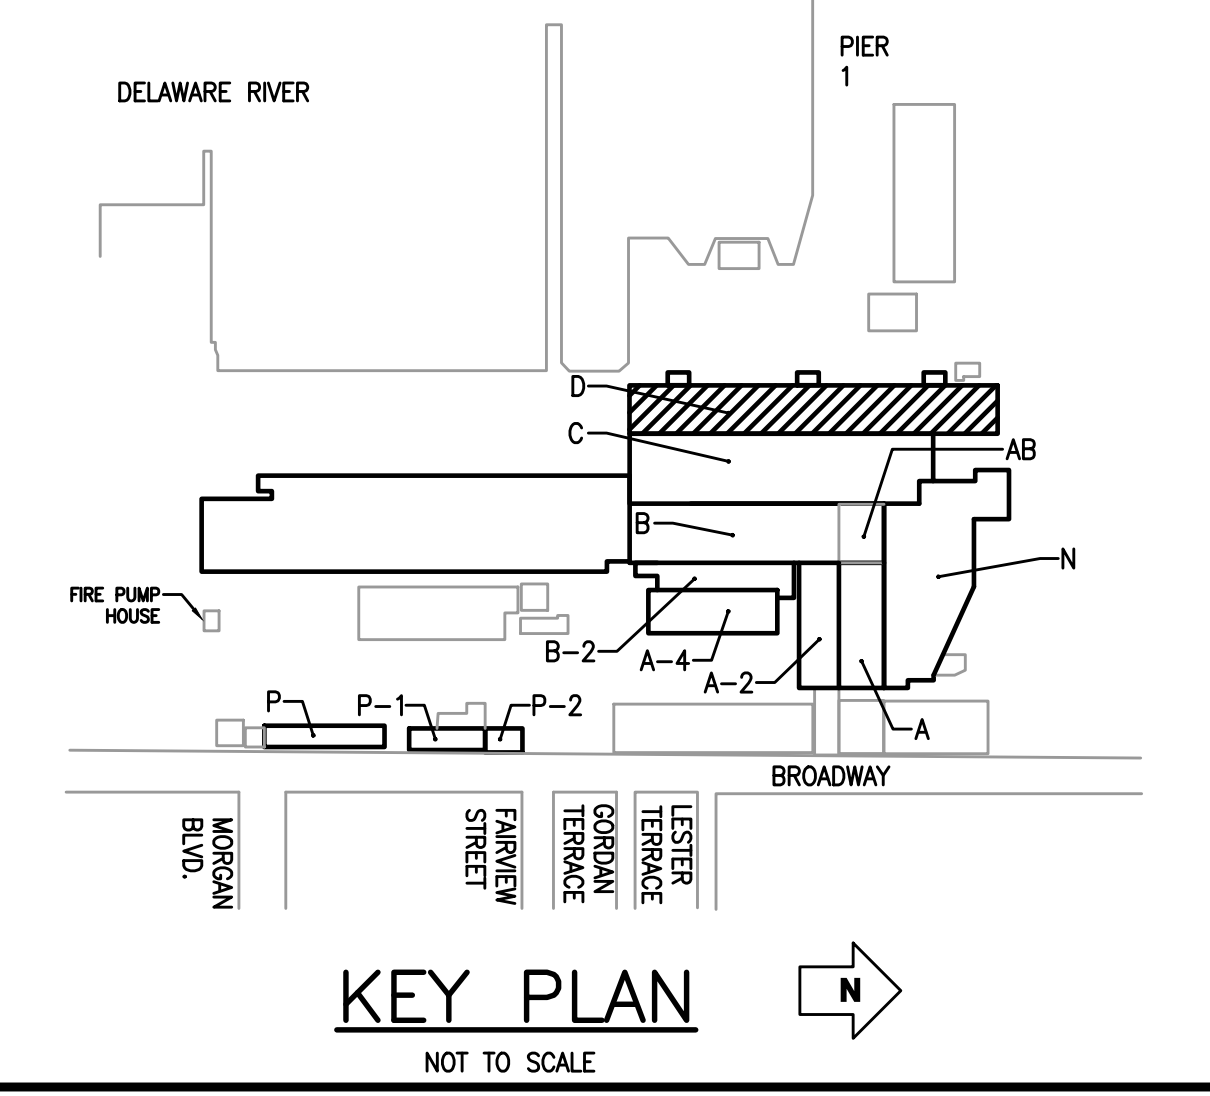 PIER
1
DELAWARE RIVER
D
C
AB
B
N
FIRE PUMP
HOUSE
B-2
A-4
A-2
P
P-1
P-2
A
BROADWAY
MORGAN
BLVD.
FAIRVIEW
STREET
GORDAN
TERRACE
LESTER
TERRACE
KEY PLAN
N
NOT TO SCALE